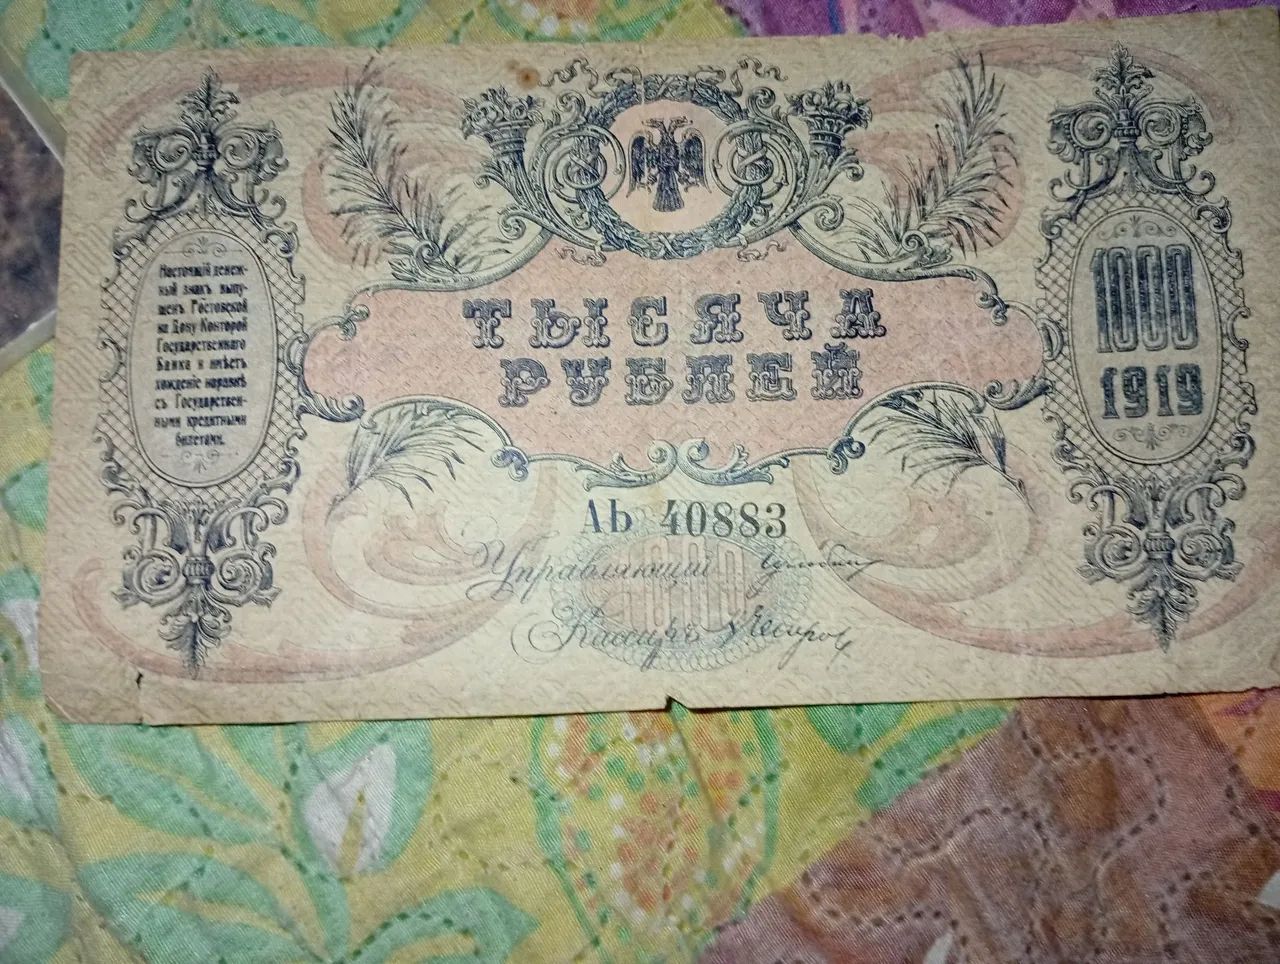 Настоящій денеж-
ный знакъ выпу-
щенъ Ростовской
на Дону Конторой
Государственнаго
Банка и имѣетъ
хожденіе наравнѣ
съ Государствен-
ными кредитными
билетами.
ТЫСЯЧА
РУБЛЕЙ
1000
1919
АЬ 40883
1000
Управляющій
Кассиръ